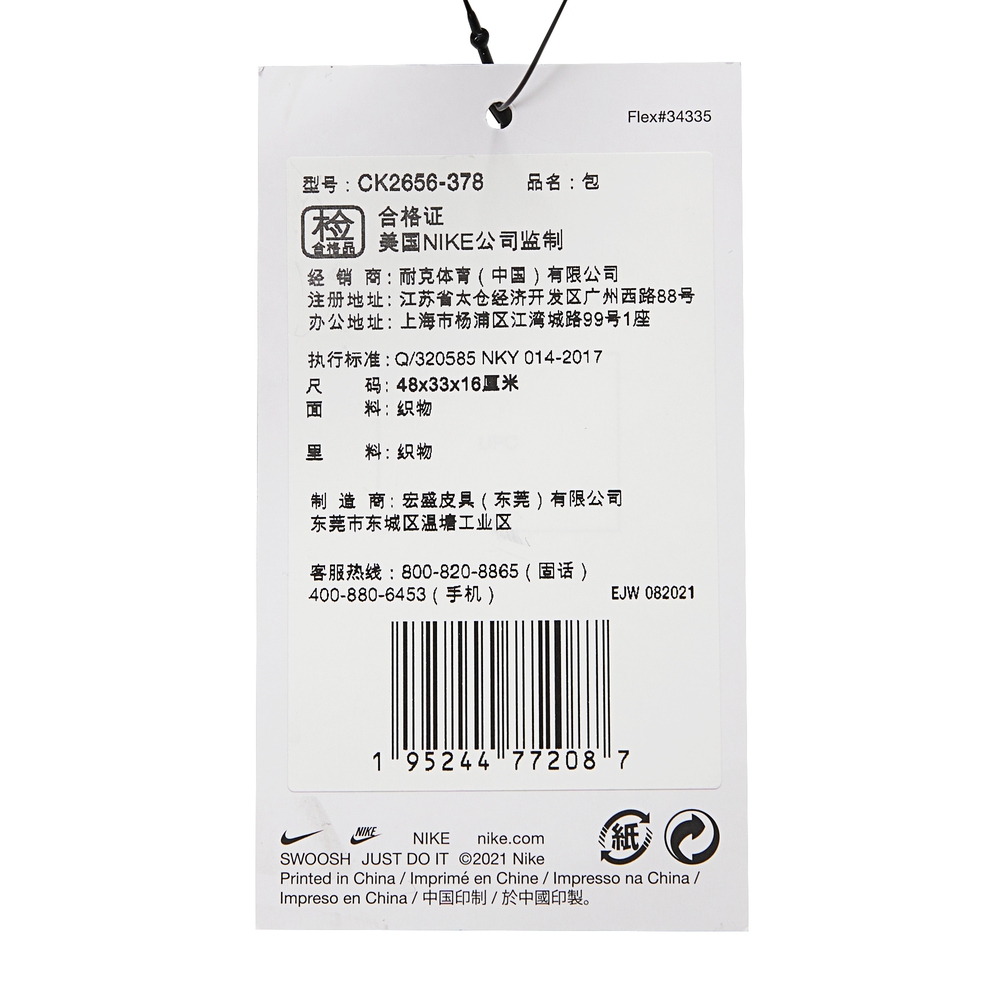 Flex#34335
型号：CK2656-378 品名：包
检
合格品
合格证
美国NIKE公司监制
经 销 商：耐克体育（中国）有限公司
注册地址：江苏省太仓经济开发区广州西路88号
办公地址：上海市杨浦区江湾城路99号1座
执行标准：Q/320585 NKY 014-2017
尺 码：48x33x16厘米
面 料：织物
里 料：织物
制 造 商：宏盛皮具（东莞）有限公司
东莞市东城区温塘工业区
客服热线：800-820-8865（固话）
400-880-6453（手机） EJW 082021
1 95244 77208 7
NIKE NIKE nike.com
紙
SWOOSH JUST DO IT ©2021 Nike
Printed in China / Imprimé en Chine / Impresso na China /
Impreso en China / 中国印制 / 於中國印製。